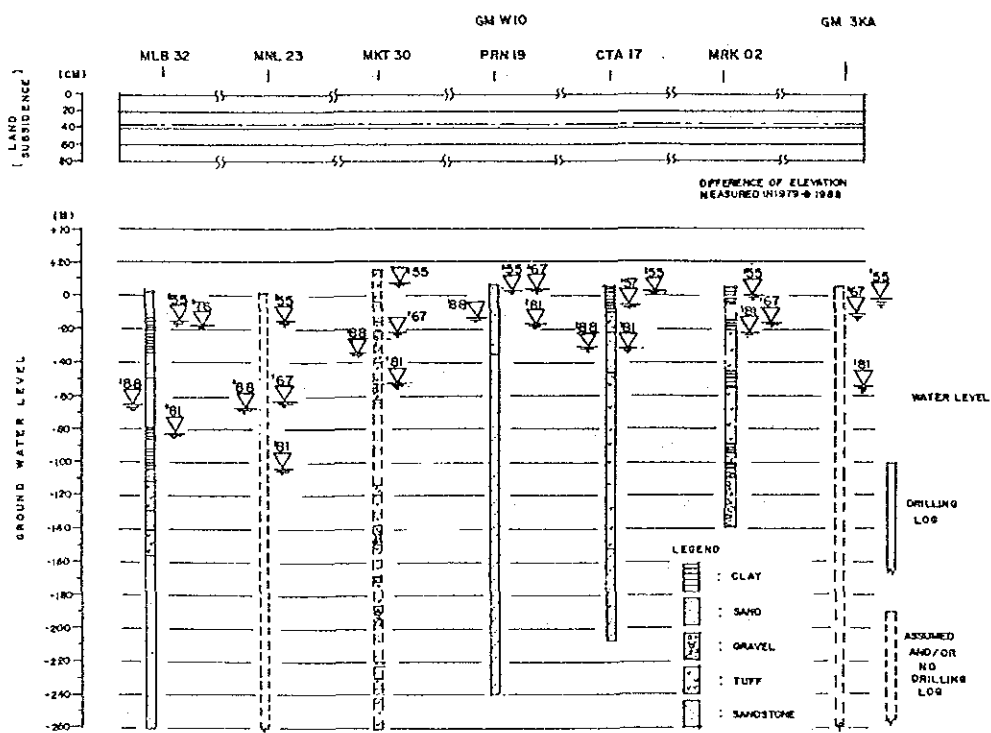 GM W10
GM 3KA
MLB 32
MNL 23
MKT 30
PRN 19
CTA 17
MRK 02
[ LAND SUBSIDENCE ]
(CM)
0
20
40
60
80
DIFFERENCE OF ELEVATION
MEASURED IN 1979 & 1988
GROUND WATER LEVEL
(M)
+20
0
-40
-60
-80
-100
-120
-140
-160
-180
-200
-220
-240
-260
'55
'76
'88
'81
'55
'88
'67
'81
'55
'67
'88
'81
'55
'67
'88
'81
'55
'88
'81
'55
'81
'67
'55
'67
'81
WATER LEVEL
DRILLING
LOG
LEGEND
: CLAY
: SAND
: GRAVEL
: TUFF
: SANDSTONE
ASSUMED
AND/OR
NO
DRILLING
LOG